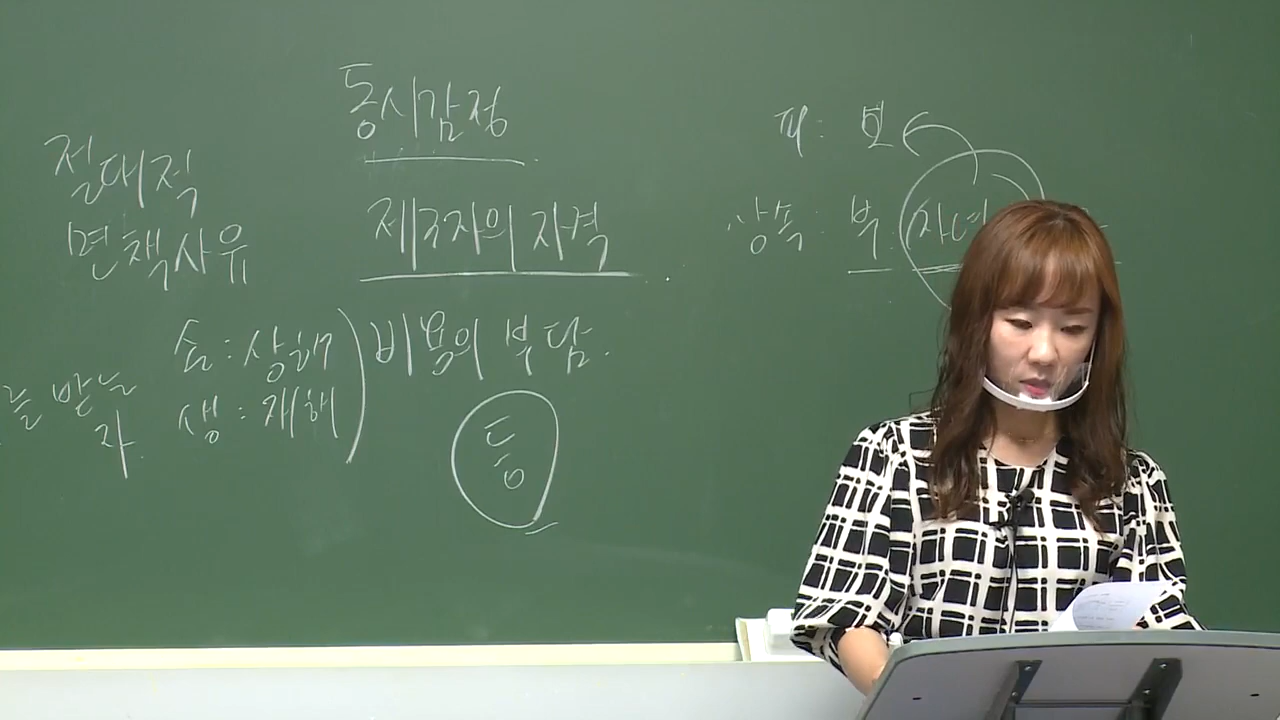 절대적
면책사유
를 받는
자.
동시감정
제3자의 자격
손 : 상해
생 : 재해
비용의 부담.
등
재 : 보
상속 : 부. 자녀